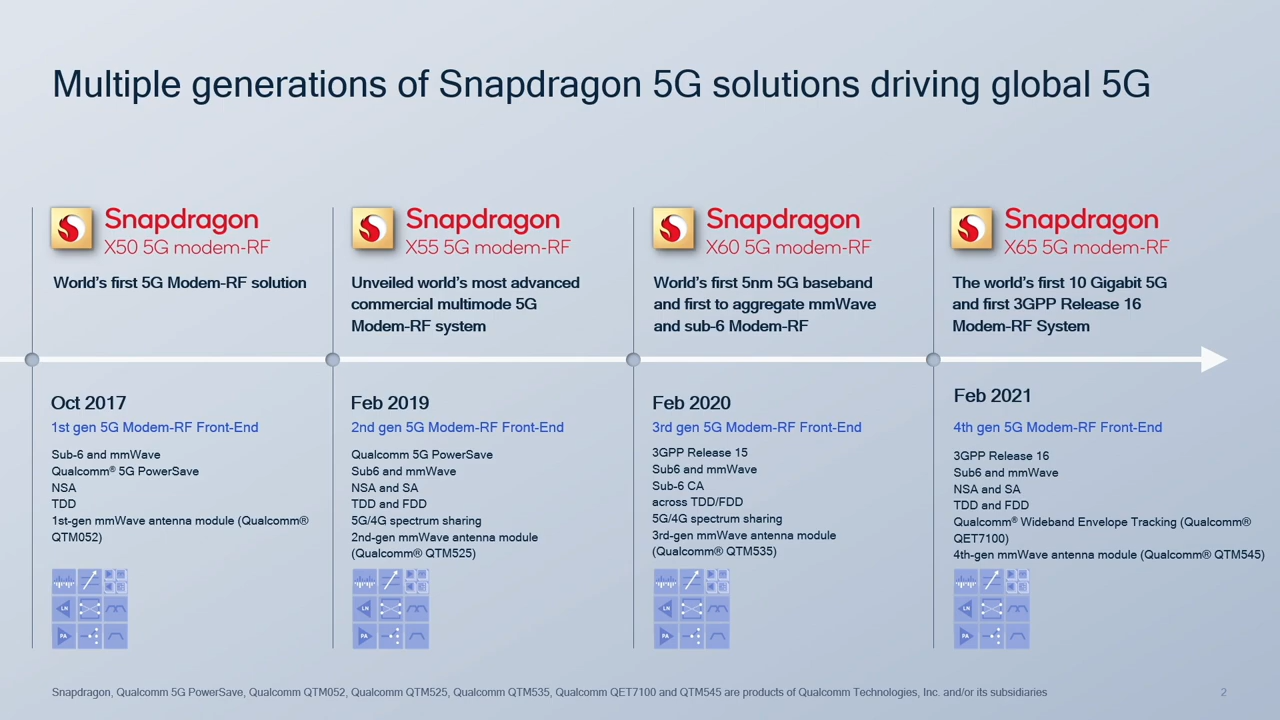 Multiple generations of Snapdragon 5G solutions driving global 5G
Snapdragon
X50 5G modem-RF
World's first 5G Modem-RF solution
Oct 2017
1st gen 5G Modem-RF Front-End
Sub-6 and mmWave
Qualcomm® 5G PowerSave
NSA
TDD
1st-gen mmWave antenna module (Qualcomm®
QTM052)
LN
PA
Snapdragon
X55 5G modem-RF
Unveiled world's most advanced
commercial multimode 5G
Modem-RF system
Feb 2019
2nd gen 5G Modem-RF Front-End
Qualcomm 5G PowerSave
Sub6 and mmWave
NSA and SA
TDD and FDD
5G/4G spectrum sharing
2nd-gen mmWave antenna module
(Qualcomm® QTM525)
LN
PA
Snapdragon
X60 5G modem-RF
World's first 5nm 5G baseband
and first to aggregate mmWave
and sub-6 Modem-RF
Feb 2020
3rd gen 5G Modem-RF Front-End
3GPP Release 15
Sub6 and mmWave
Sub-6 CA
across TDD/FDD
5G/4G spectrum sharing
3rd-gen mmWave antenna module
(Qualcomm® QTM535)
LN
PA
Snapdragon
X65 5G modem-RF
The world's first 10 Gigabit 5G
and first 3GPP Release 16
Modem-RF System
Feb 2021
4th gen 5G Modem-RF Front-End
3GPP Release 16
Sub6 and mmWave
NSA and SA
TDD and FDD
Qualcomm® Wideband Envelope Tracking (Qualcomm®
QET7100)
4th-gen mmWave antenna module (Qualcomm® QTM545)
LN
PA
Snapdragon, Qualcomm 5G PowerSave, Qualcomm QTM052, Qualcomm QTM525, Qualcomm QTM535, Qualcomm QET7100 and QTM545 are products of Qualcomm Technologies, Inc. and/or its subsidiaries
2